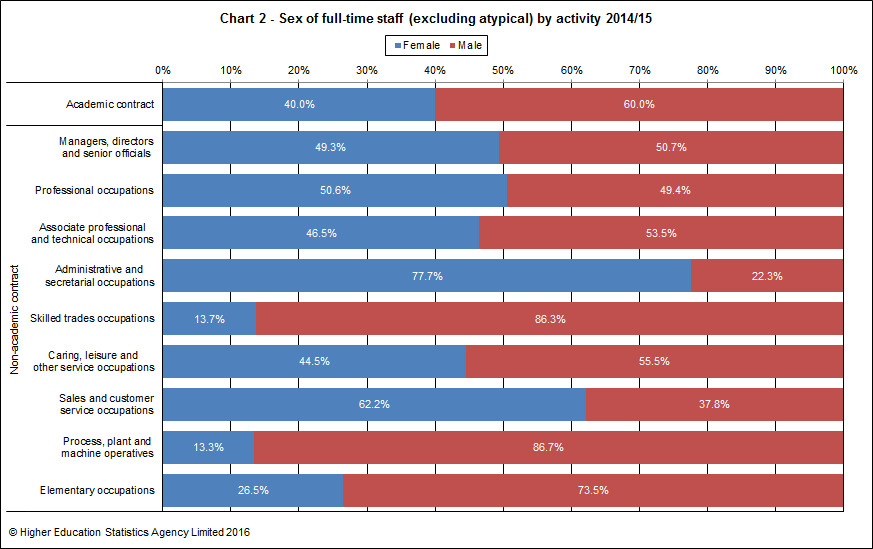 Chart 2 - Sex of full-time staff (excluding atypical) by activity 2014/15
Female Male
0% 10% 20% 30% 40% 50% 60% 70% 80% 90% 100%
Academic contract 40.0% 60.0%
Non-academic contract
Managers, directors
and senior officials 49.3% 50.7%
Professional occupations 50.6% 49.4%
Associate professional
and technical occupations 46.5% 53.5%
Administrative and
secretarial occupations 77.7% 22.3%
Skilled trades occupations 13.7% 86.3%
Caring, leisure and
other service occupations 44.5% 55.5%
Sales and customer
service occupations 62.2% 37.8%
Process, plant and
machine operatives 13.3% 86.7%
Elementary occupations 26.5% 73.5%
© Higher Education Statistics Agency Limited 2016